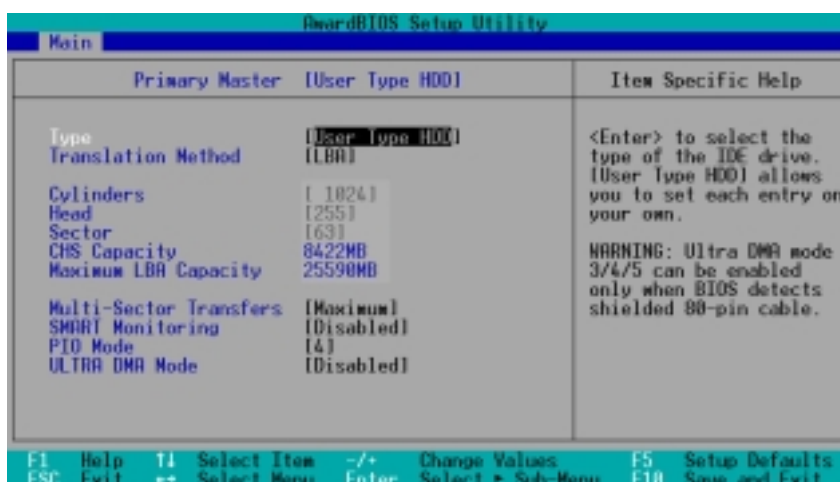 AwardBIOS Setup Utility
Main
Primary Master [User Type HDD]
Item Specific Help
Type [User Type HDD]
Translation Method [LBA]
Cylinders [ 1024]
Head [255]
Sector [63]
CHS Capacity 8422MB
Maximum LBA Capacity 25590MB
Multi-Sector Transfers [Maximum]
SMART Monitoring [Disabled]
PIO Mode [4]
ULTRA DMA Mode [Disabled]
<Enter> to select the
type of the IDE drive.
[User Type HDD] allows
you to set each entry on
your own.
WARNING: Ultra DMA mode
3/4/5 can be enabled
only when BIOS detects
shielded 80-pin cable.
F1 Help ↑↓ Select Item -/+ Change Values F5 Setup Defaults
ESC Exit ←→ Select Menu Enter Select ► Sub-Menu F10 Save and Exit